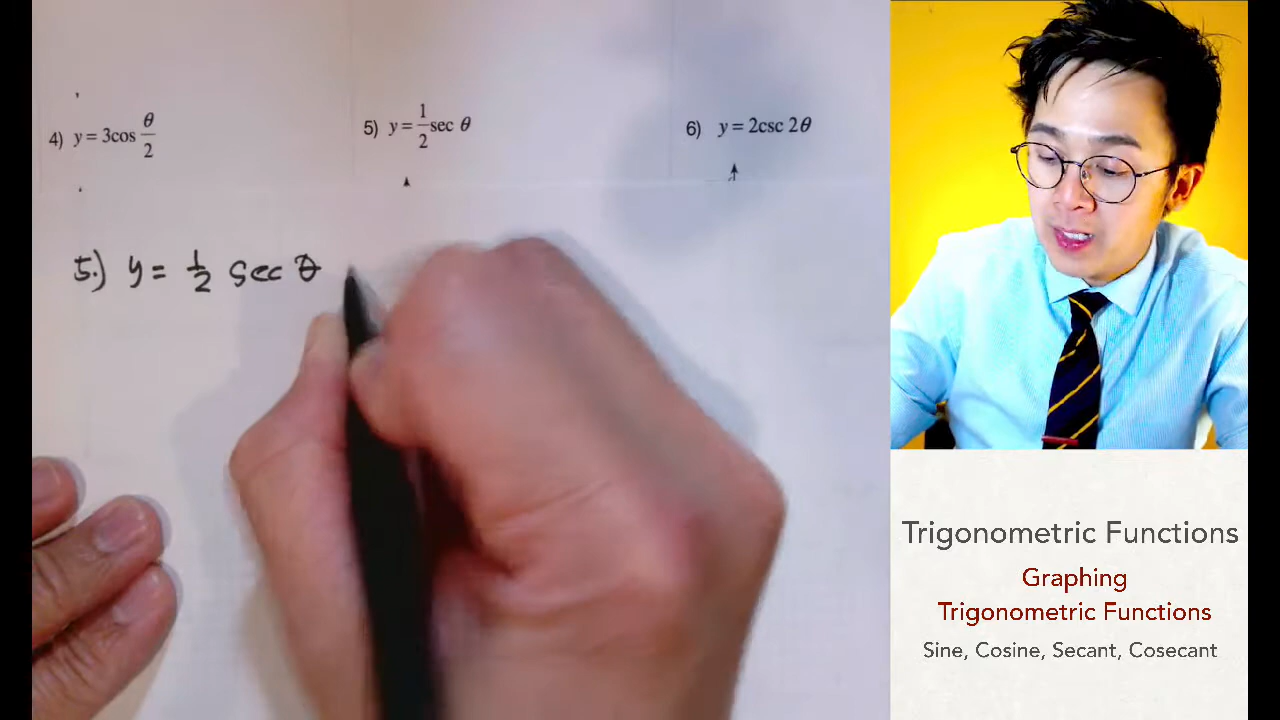 4) y = 3cos θ/2
5) y = 1/2 sec θ
6) y = 2csc 2θ
5.) y = 1/2 sec θ
Trigonometric Functions
Graphing
Trigonometric Functions
Sine, Cosine, Secant, Cosecant